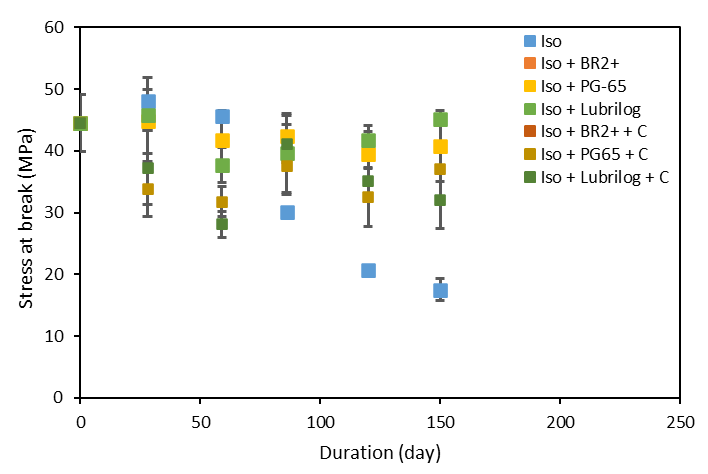 60
50
40
30
20
10
0
0
50
100
150
200
250
Stress at break (MPa)
Duration (day)
Iso
Iso + BR2+
Iso + PG-65
Iso + Lubrilog
Iso + BR2+ + C
Iso + PG65 + C
Iso + Lubrilog + C